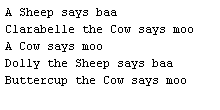 A Sheep says baa
Clarabelle the Cow says moo
A Cow says moo
Dolly the Sheep says baa
Buttercup the Cow says moo